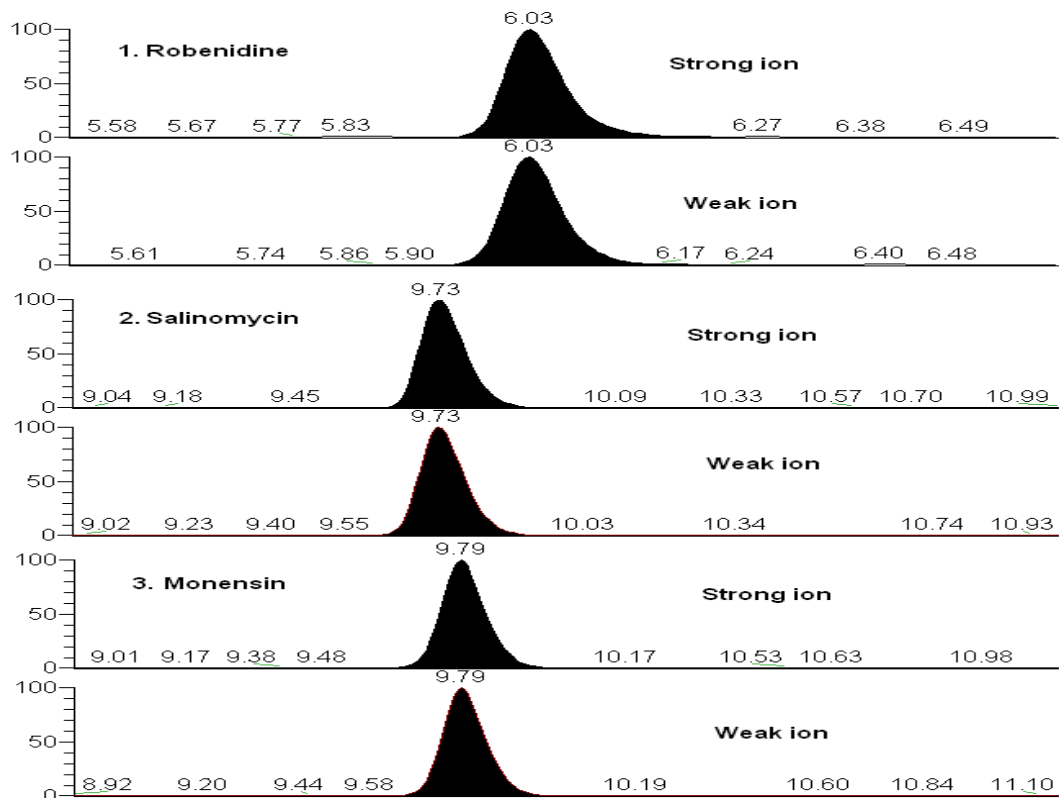 6.03
100
1. Robenidine
Strong ion
50
5.58 5.67 5.77 5.83 6.27 6.38 6.49
0
6.03
100
Weak ion
50
5.61 5.74 5.86 5.90 6.17 6.24 6.40 6.48
0
9.73
100
2. Salinomycin
Strong ion
50
9.04 9.18 9.45 10.09 10.33 10.57 10.70 10.99
0
9.73
100
Weak ion
50
9.02 9.23 9.40 9.55 10.03 10.34 10.74 10.93
0
9.79
100
3. Monensin
Strong ion
50
9.01 9.17 9.38 9.48 10.17 10.53 10.63 10.98
0
9.79
100
Weak ion
50
8.92 9.20 9.44 9.58 10.19 10.60 10.84 11.10
0